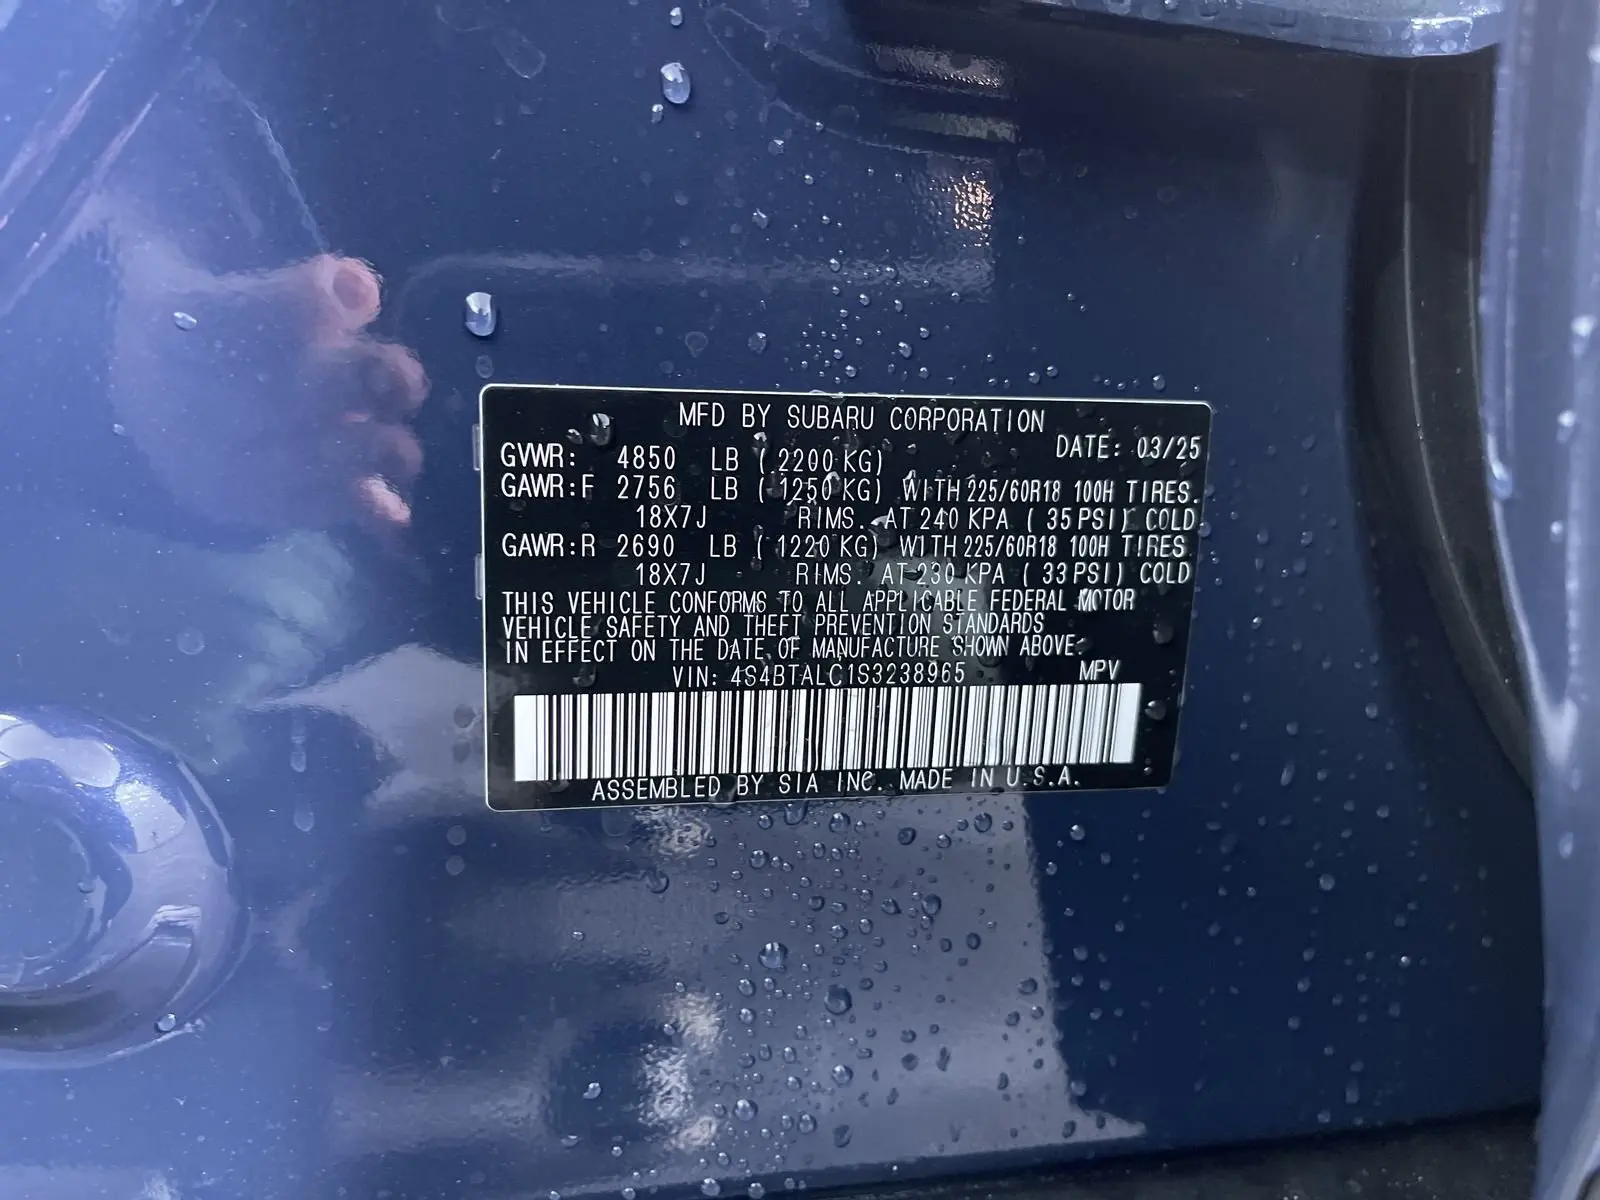 MFD BY SUBARU CORPORATION
DATE: 03/25
GVWR: 4850 LB (2200 KG)
GAWR:F 2756 LB (1250 KG) WITH 225/60R18 100H TIRES.
18X7J RIMS. AT 240 KPA (35 PSI) COLD
GAWR:R 2690 LB (1220 KG) WITH 225/60R18 100H TIRES.
18X7J RIMS. AT 230 KPA (33 PSI) COLD
THIS VEHICLE CONFORMS TO ALL APPLICABLE FEDERAL MOTOR
VEHICLE SAFETY AND THEFT PREVENTION STANDARDS
IN EFFECT ON THE DATE OF MANUFACTURE SHOWN ABOVE.
VIN: 4S4BTALC1S3238965 MPV
ASSEMBLED BY SIA INC. MADE IN U.S.A.